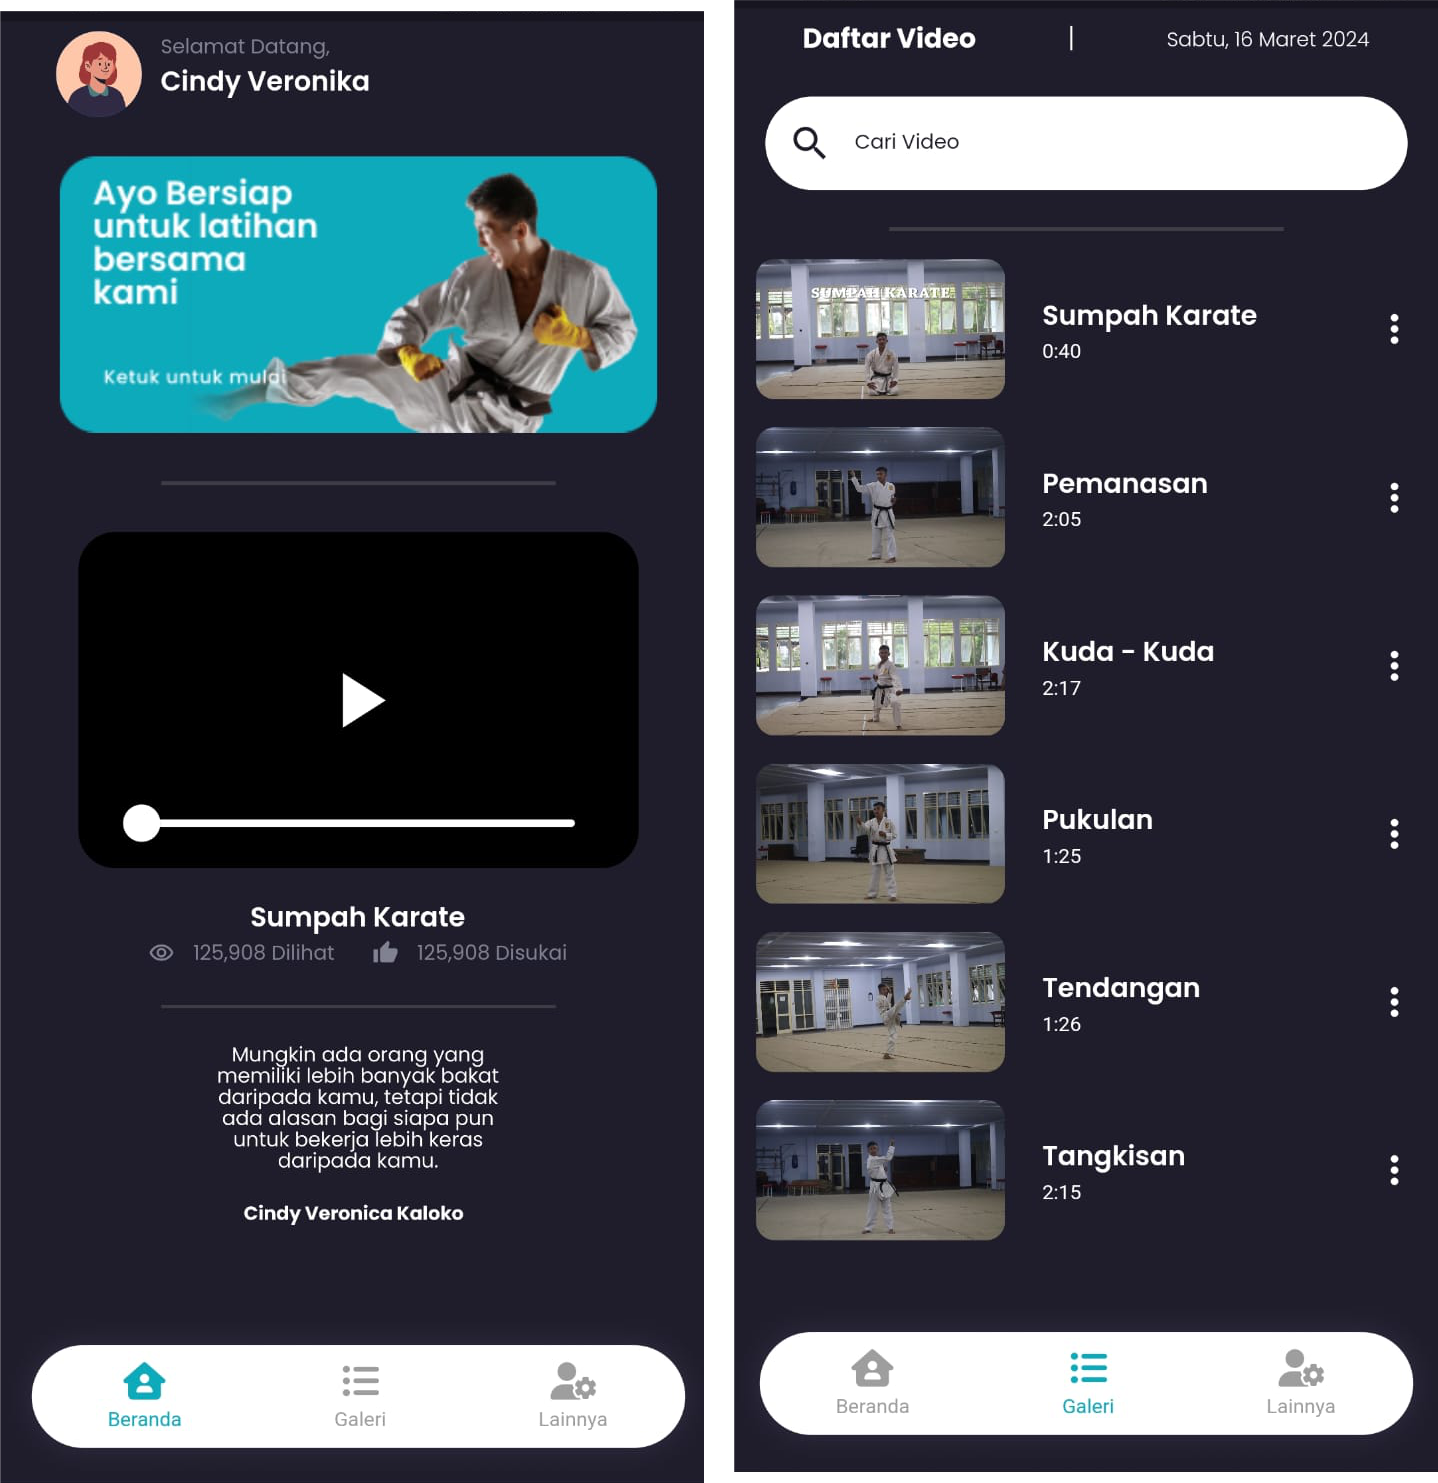 Selamat Datang,
Cindy Veronika
Ayo Bersiap
untuk latihan
bersama
kami
Ketuk untuk mulai
Sumpah Karate
125,908 Dilihat
125,908 Disukai
Mungkin ada orang yang
memiliki lebih banyak bakat
daripada kamu, tetapi tidak
ada alasan bagi siapa pun
untuk bekerja lebih keras
daripada kamu.
Cindy Veronica Kaloko
Beranda
Galeri
Lainnya
Daftar Video
Sabtu, 16 Maret 2024
Cari Video
SUMPAH KARATE
Sumpah Karate
0:40
Pemanasan
2:05
Kuda - Kuda
2:17
Pukulan
1:25
Tendangan
1:26
Tangkisan
2:15
Beranda
Galeri
Lainnya